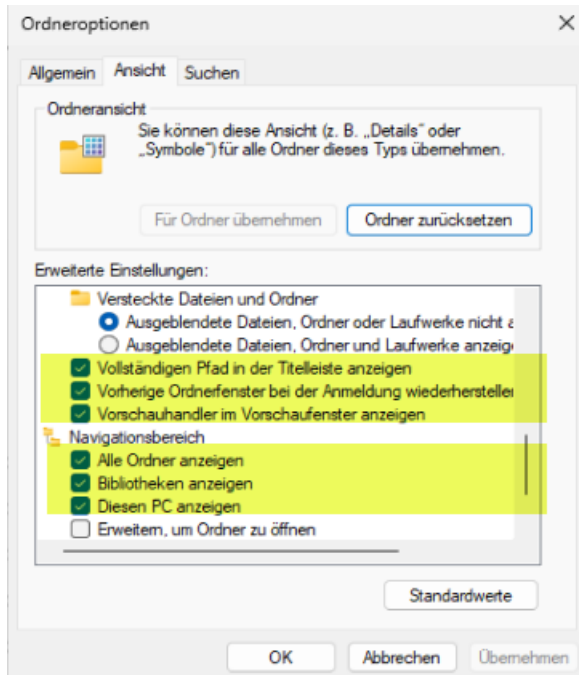 Ordneroptionen
Allgemein Ansicht Suchen
Ordneransicht
Sie können diese Ansicht (z. B. „Details“ oder
„Symbole“) für alle Ordner dieses Typs übernehmen.
Für Ordner übernehmen Ordner zurücksetzen
Erweiterte Einstellungen:
Versteckte Dateien und Ordner
Ausgeblendete Dateien, Ordner oder Laufwerke nicht
Ausgeblendete Dateien, Ordner und Laufwerke anzeig
Vollständigen Pfad in der Titelleiste anzeigen
Vorherige Ordnerfenster bei der Anmeldung wiederherstellen
Vorschauhandler im Vorschaufenster anzeigen
Navigationsbereich
Alle Ordner anzeigen
Bibliotheken anzeigen
Diesen PC anzeigen
Erweitern, um Ordner zu öffnen
Standardwerte
OK Abbrechen Übernehmen